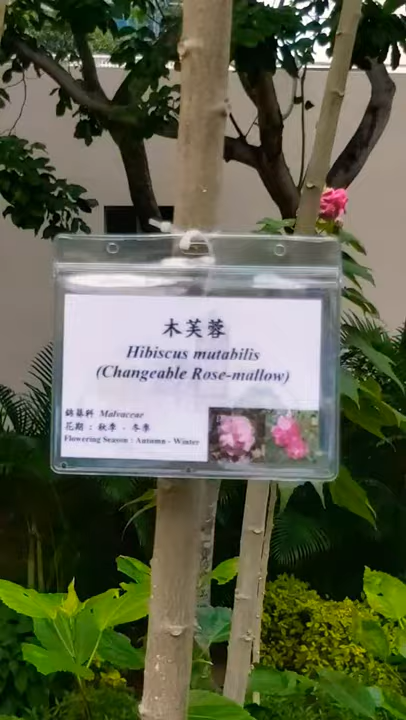 木芙蓉
Hibiscus mutabilis
(Changeable Rose-mallow)
錦葵科 Malvaceae
花期 : 秋季 - 冬季
Flowering Season : Autumn - Winter